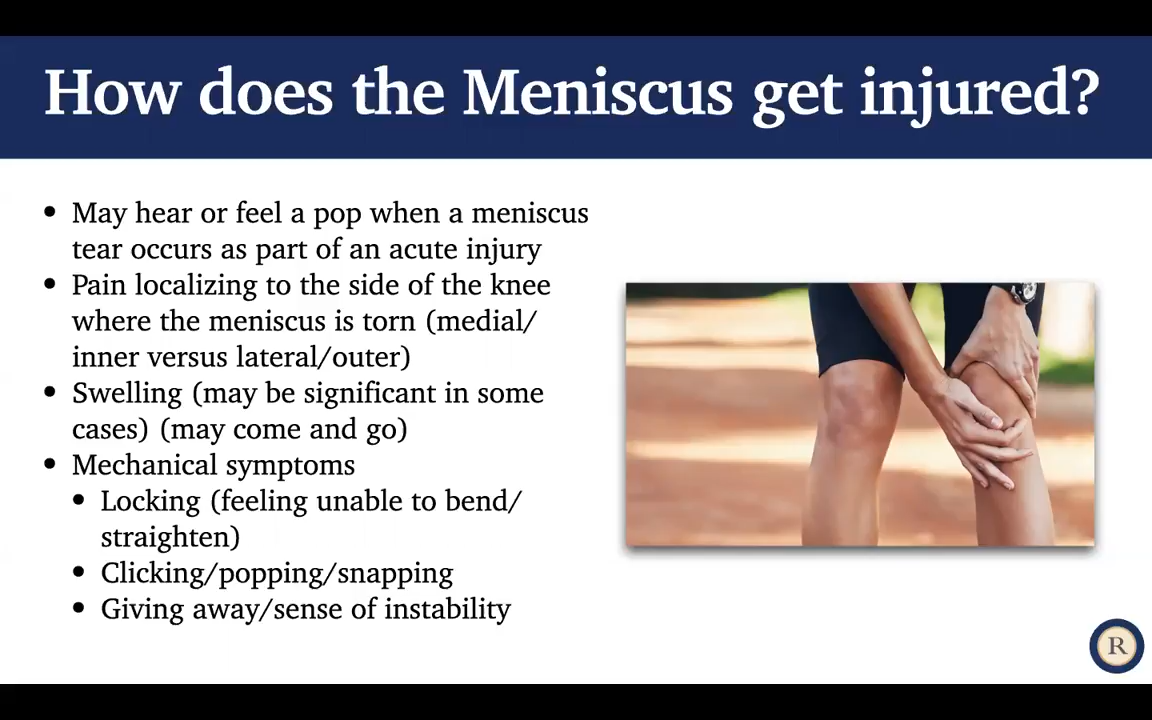 How does the Meniscus get injured?
• May hear or feel a pop when a meniscus
tear occurs as part of an acute injury
• Pain localizing to the side of the knee
where the meniscus is torn (medial/
inner versus lateral/outer)
• Swelling (may be significant in some
cases) (may come and go)
• Mechanical symptoms
• Locking (feeling unable to bend/
straighten)
• Clicking/popping/snapping
• Giving away/sense of instability
R